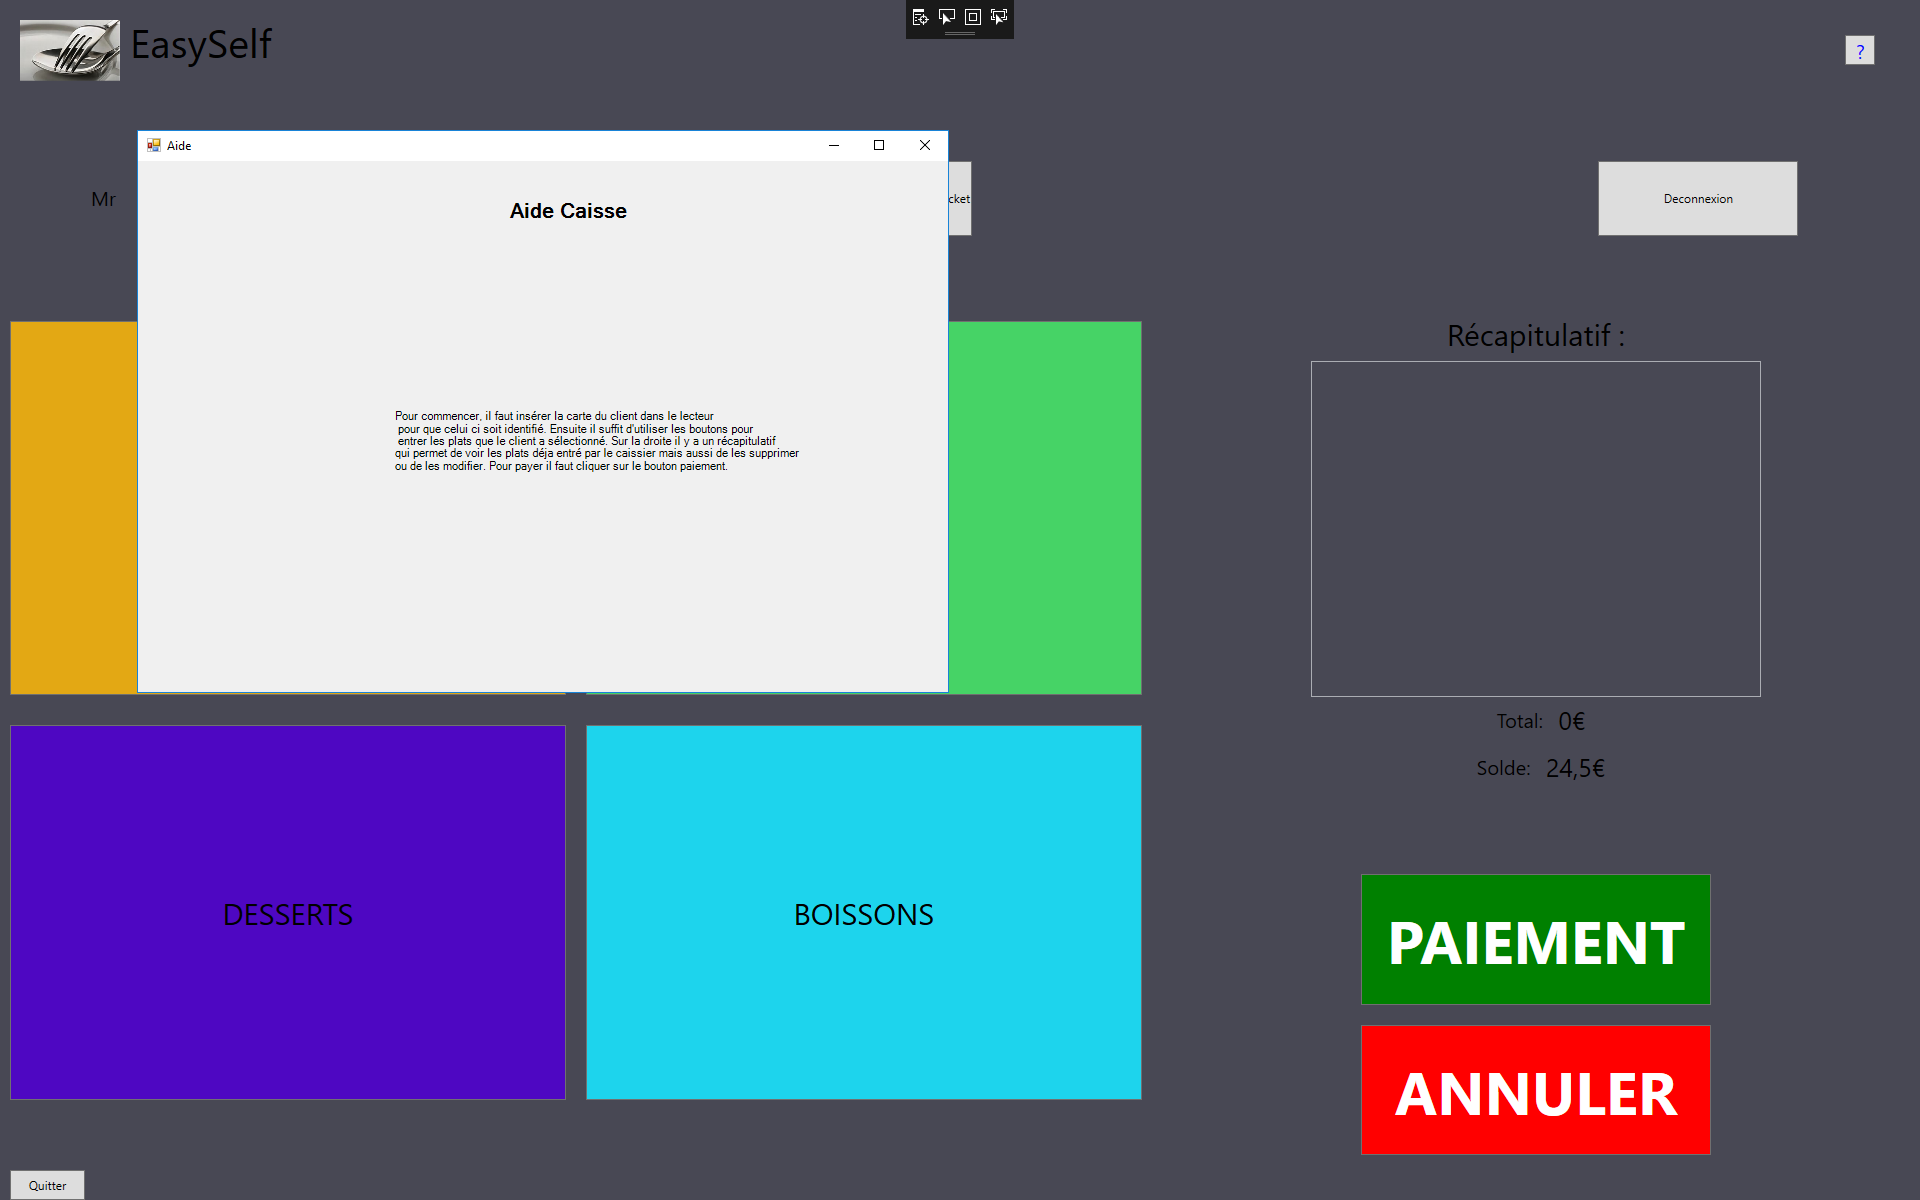 EasySelf
?
Aide
Aide Caisse
Mr
Deconnexion
Récapitulatif :
Pour commencer, il faut insérer la carte du client dans le lecteur
pour que celui ci soit identifié. Ensuite il suffit d'utiliser les boutons pour
entrer les plats que le client a sélectionné. Sur la droite il y a un récapitulatif
qui permet de voir les plats déja entré par le caissier mais aussi de les supprimer
ou de les modifier. Pour payer il faut cliquer sur le bouton paiement.
Total: 0€
Solde: 24,5€
DESSERTS
BOISSONS
PAIEMENT
ANNULER
Quitter